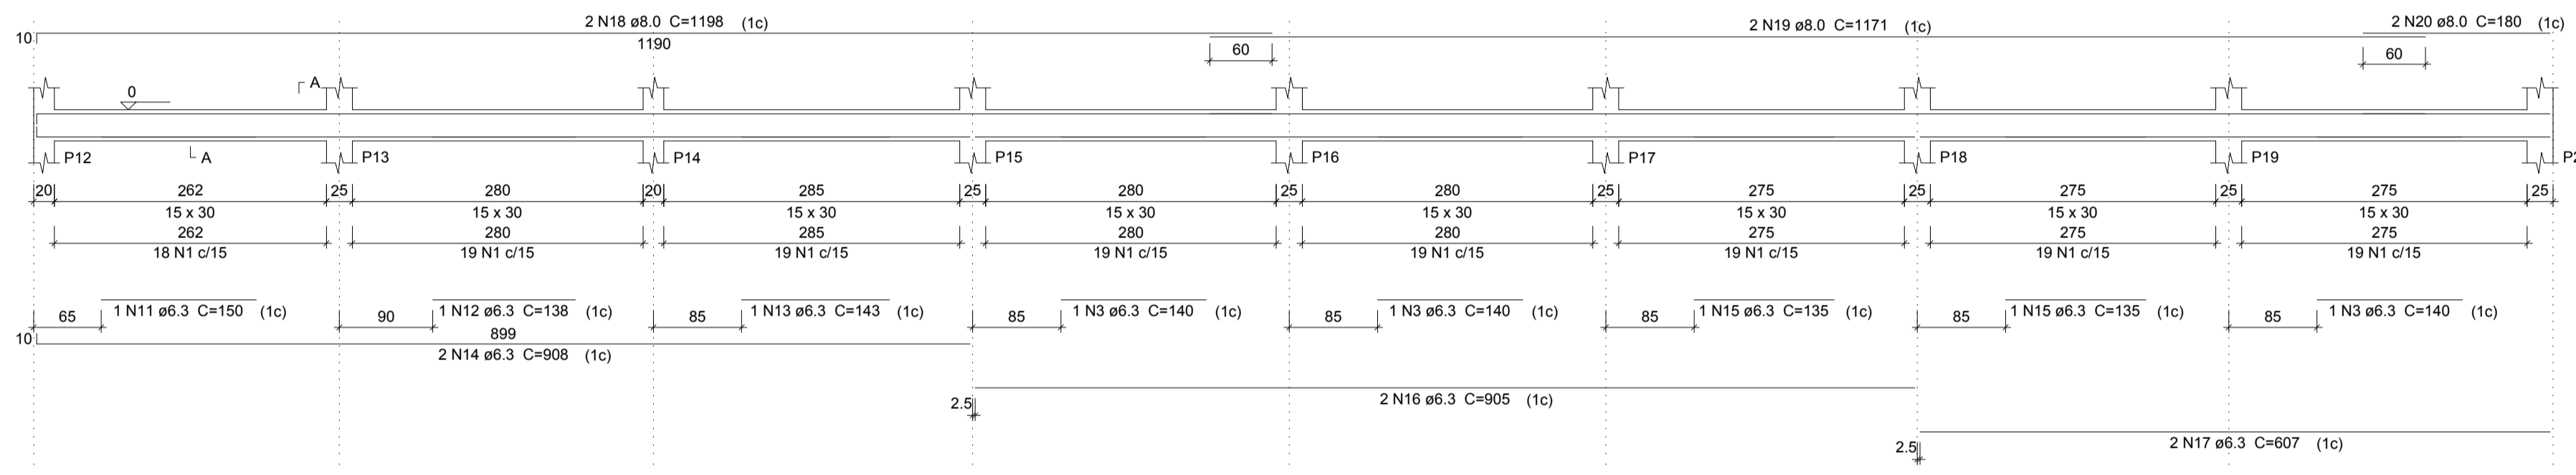 2 N18 ø8.0 C=1198 (1c)
2 N19 ø8.0 C=1171 (1c)
2 N20 ø8.0 C=180 (1c)
10
1190
60
60
A
0
A
P12
P13
P14
P15
P16
P17
P18
P19
20 262 25 280 20 285 25 280 25 280 25 275 25 275 25 275 25
15 x 30 15 x 30 15 x 30 15 x 30 15 x 30 15 x 30 15 x 30 15 x 30
262 280 285 280 280 275 275 275
18 N1 c/15 19 N1 c/15 19 N1 c/15 19 N1 c/15 19 N1 c/15 19 N1 c/15 19 N1 c/15 19 N1 c/15
65 1 N11 ø6.3 C=150 (1c)
90 1 N12 ø6.3 C=138 (1c)
85 1 N13 ø6.3 C=143 (1c)
85 1 N3 ø6.3 C=140 (1c)
85 1 N3 ø6.3 C=140 (1c)
85 1 N15 ø6.3 C=135 (1c)
85 1 N15 ø6.3 C=135 (1c)
85 1 N3 ø6.3 C=140 (1c)
10
899
2 N14 ø6.3 C=908 (1c)
2.5
2 N16 ø6.3 C=905 (1c)
2.5
2 N17 ø6.3 C=607 (1c)